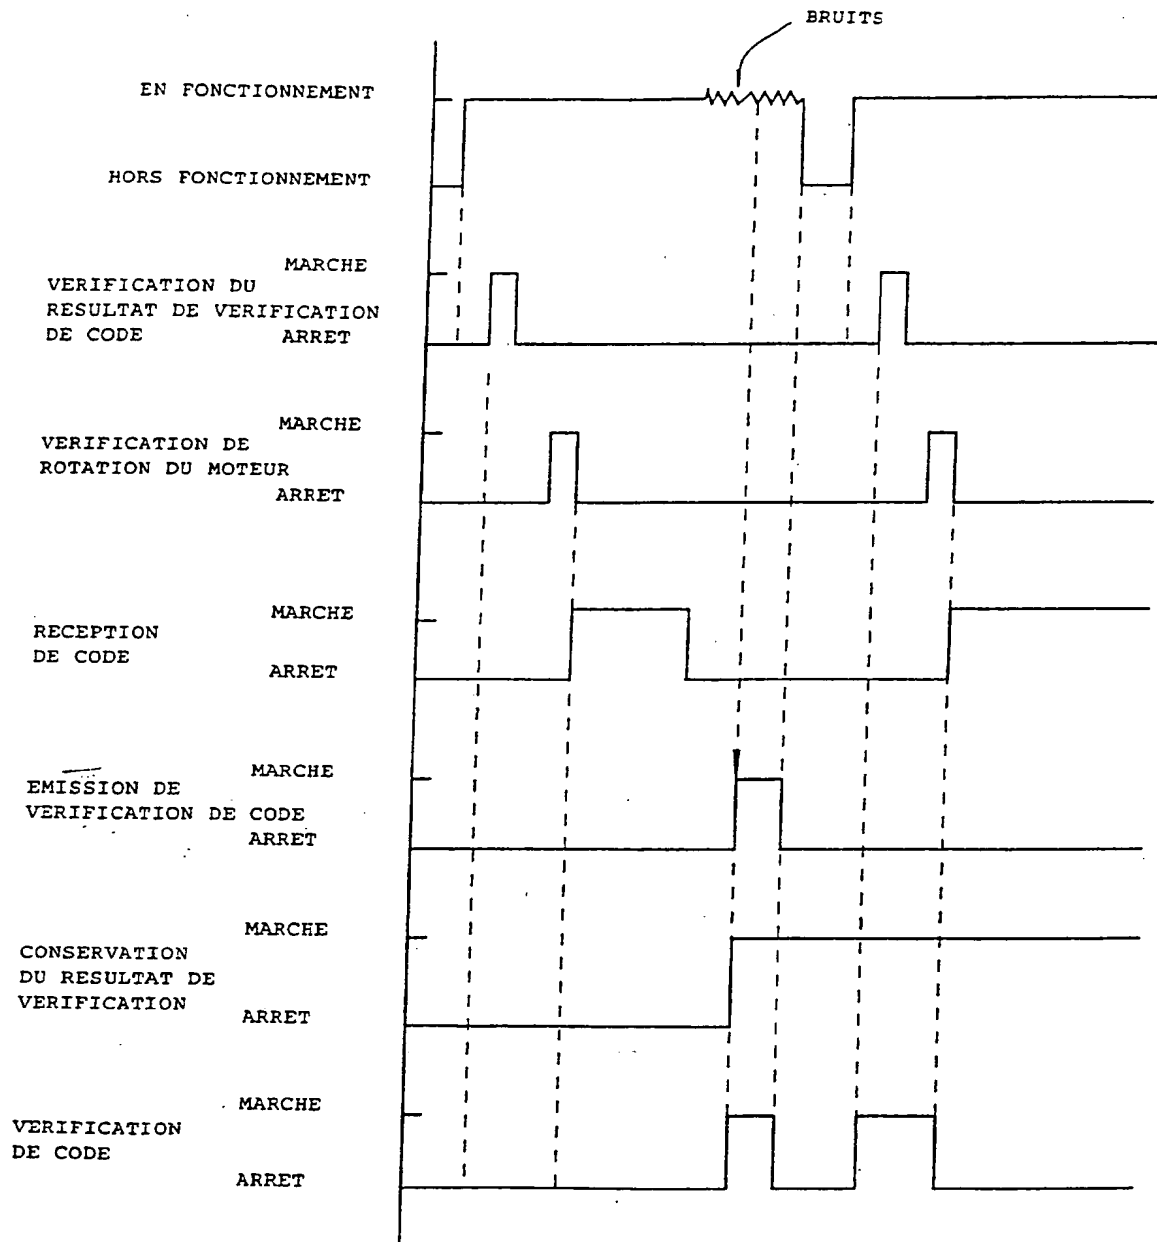 BRUITS
EN FONCTIONNEMENT
HORS FONCTIONNEMENT
MARCHE
VERIFICATION DU
RESULTAT DE VERIFICATION
DE CODE
ARRET
MARCHE
VERIFICATION DE
ROTATION DU MOTEUR
ARRET
MARCHE
RECEPTION
DE CODE
ARRET
MARCHE
EMISSION DE
VERIFICATION DE CODE
ARRET
MARCHE
CONSERVATION
DU RESULTAT DE
VERIFICATION
ARRET
MARCHE
VERIFICATION
DE CODE
ARRET